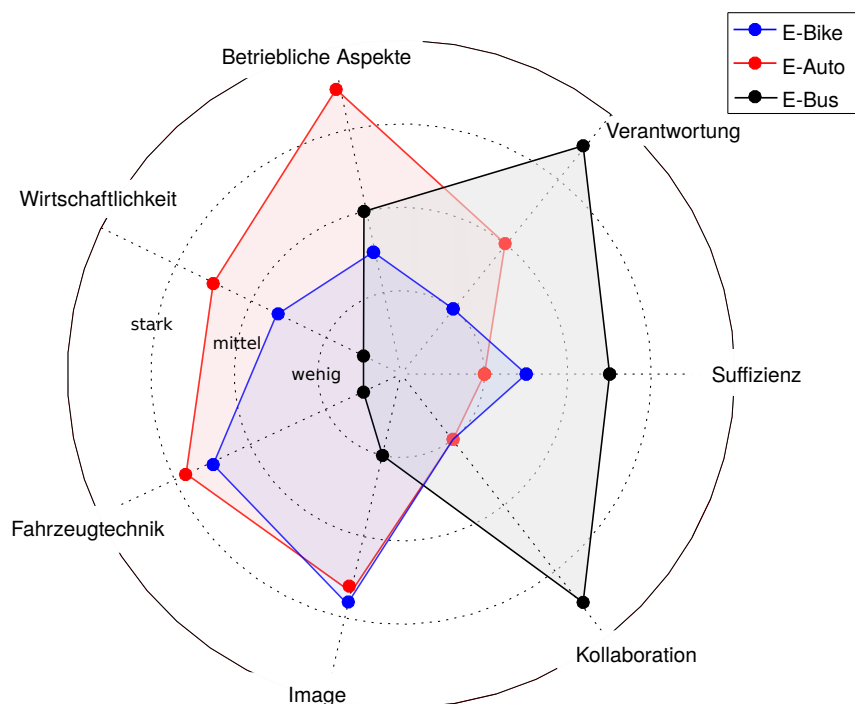 E-Bike
E-Auto
E-Bus
Betriebliche Aspekte
Verantwortung
Wirtschaftlichkeit
stark
mittel
wenig
Suffizienz
Fahrzeugtechnik
Kollaboration
Image